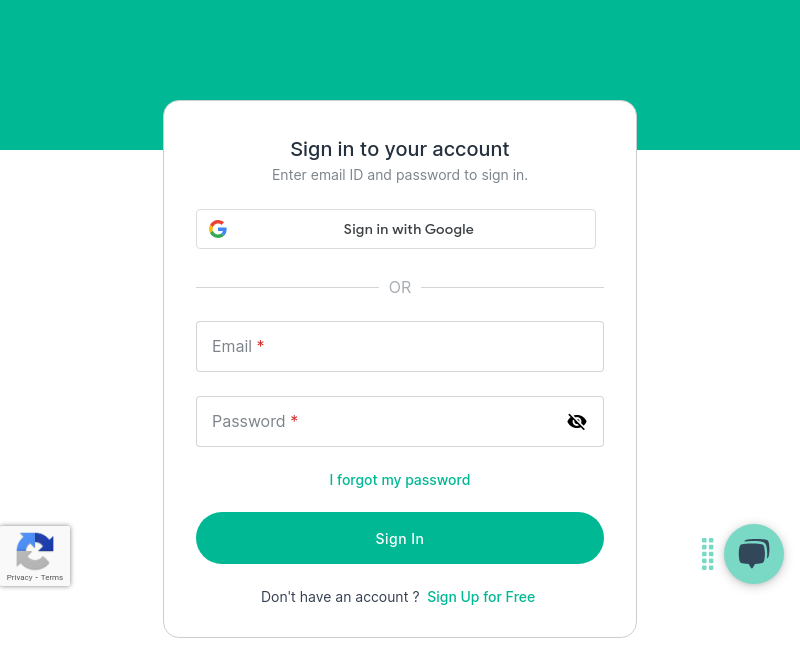 Sign in to your account
Enter email ID and password to sign in.
Sign in with Google
OR
Email *
Password *
I forgot my password
Sign In
Privacy - Terms
Don't have an account ? Sign Up for Free